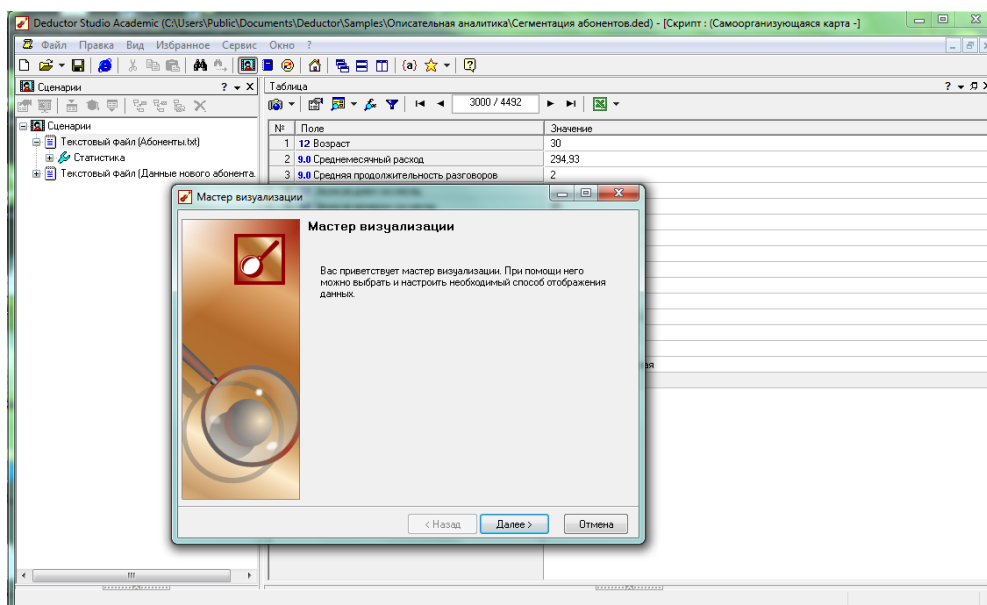 Deductor Studio Academic (C:\Users\Public\Documents\Deductor\Samples\Описательная аналитика\Сегментация абонентов.ded) - [Скрипт : (Самоорганизующаяся карта -]
Файл Правка Вид Избранное Сервис Окно ?
Сценарии ?
Таблица ?
3000 / 4492
Сценарии
Текстовый файл (Абоненты.txt)
Статистика
Текстовый файл (Данные нового абонента.
№ Поле Значение
1 12 Возраст 30
2 9.0 Среднемесячный расход 294,93
3 9.0 Средняя продолжительность разговоров 2
Мастер визуализации
Мастер визуализации
Вас приветствует мастер визуализации. При помощи него
можно выбрать и настроить необходимый способ отображения
данных.
< Назад Далее > Отмена